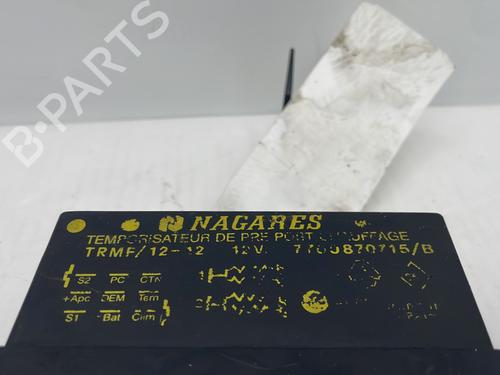 B-PARTS
NAGARES
TEMPORISATEUR DE PRE POST CHAUFFAGE
TRMF/12-12 12V. 7700870715/B
S2 PC CTN
+Apc DEM Tem
S1 -Bat Clim